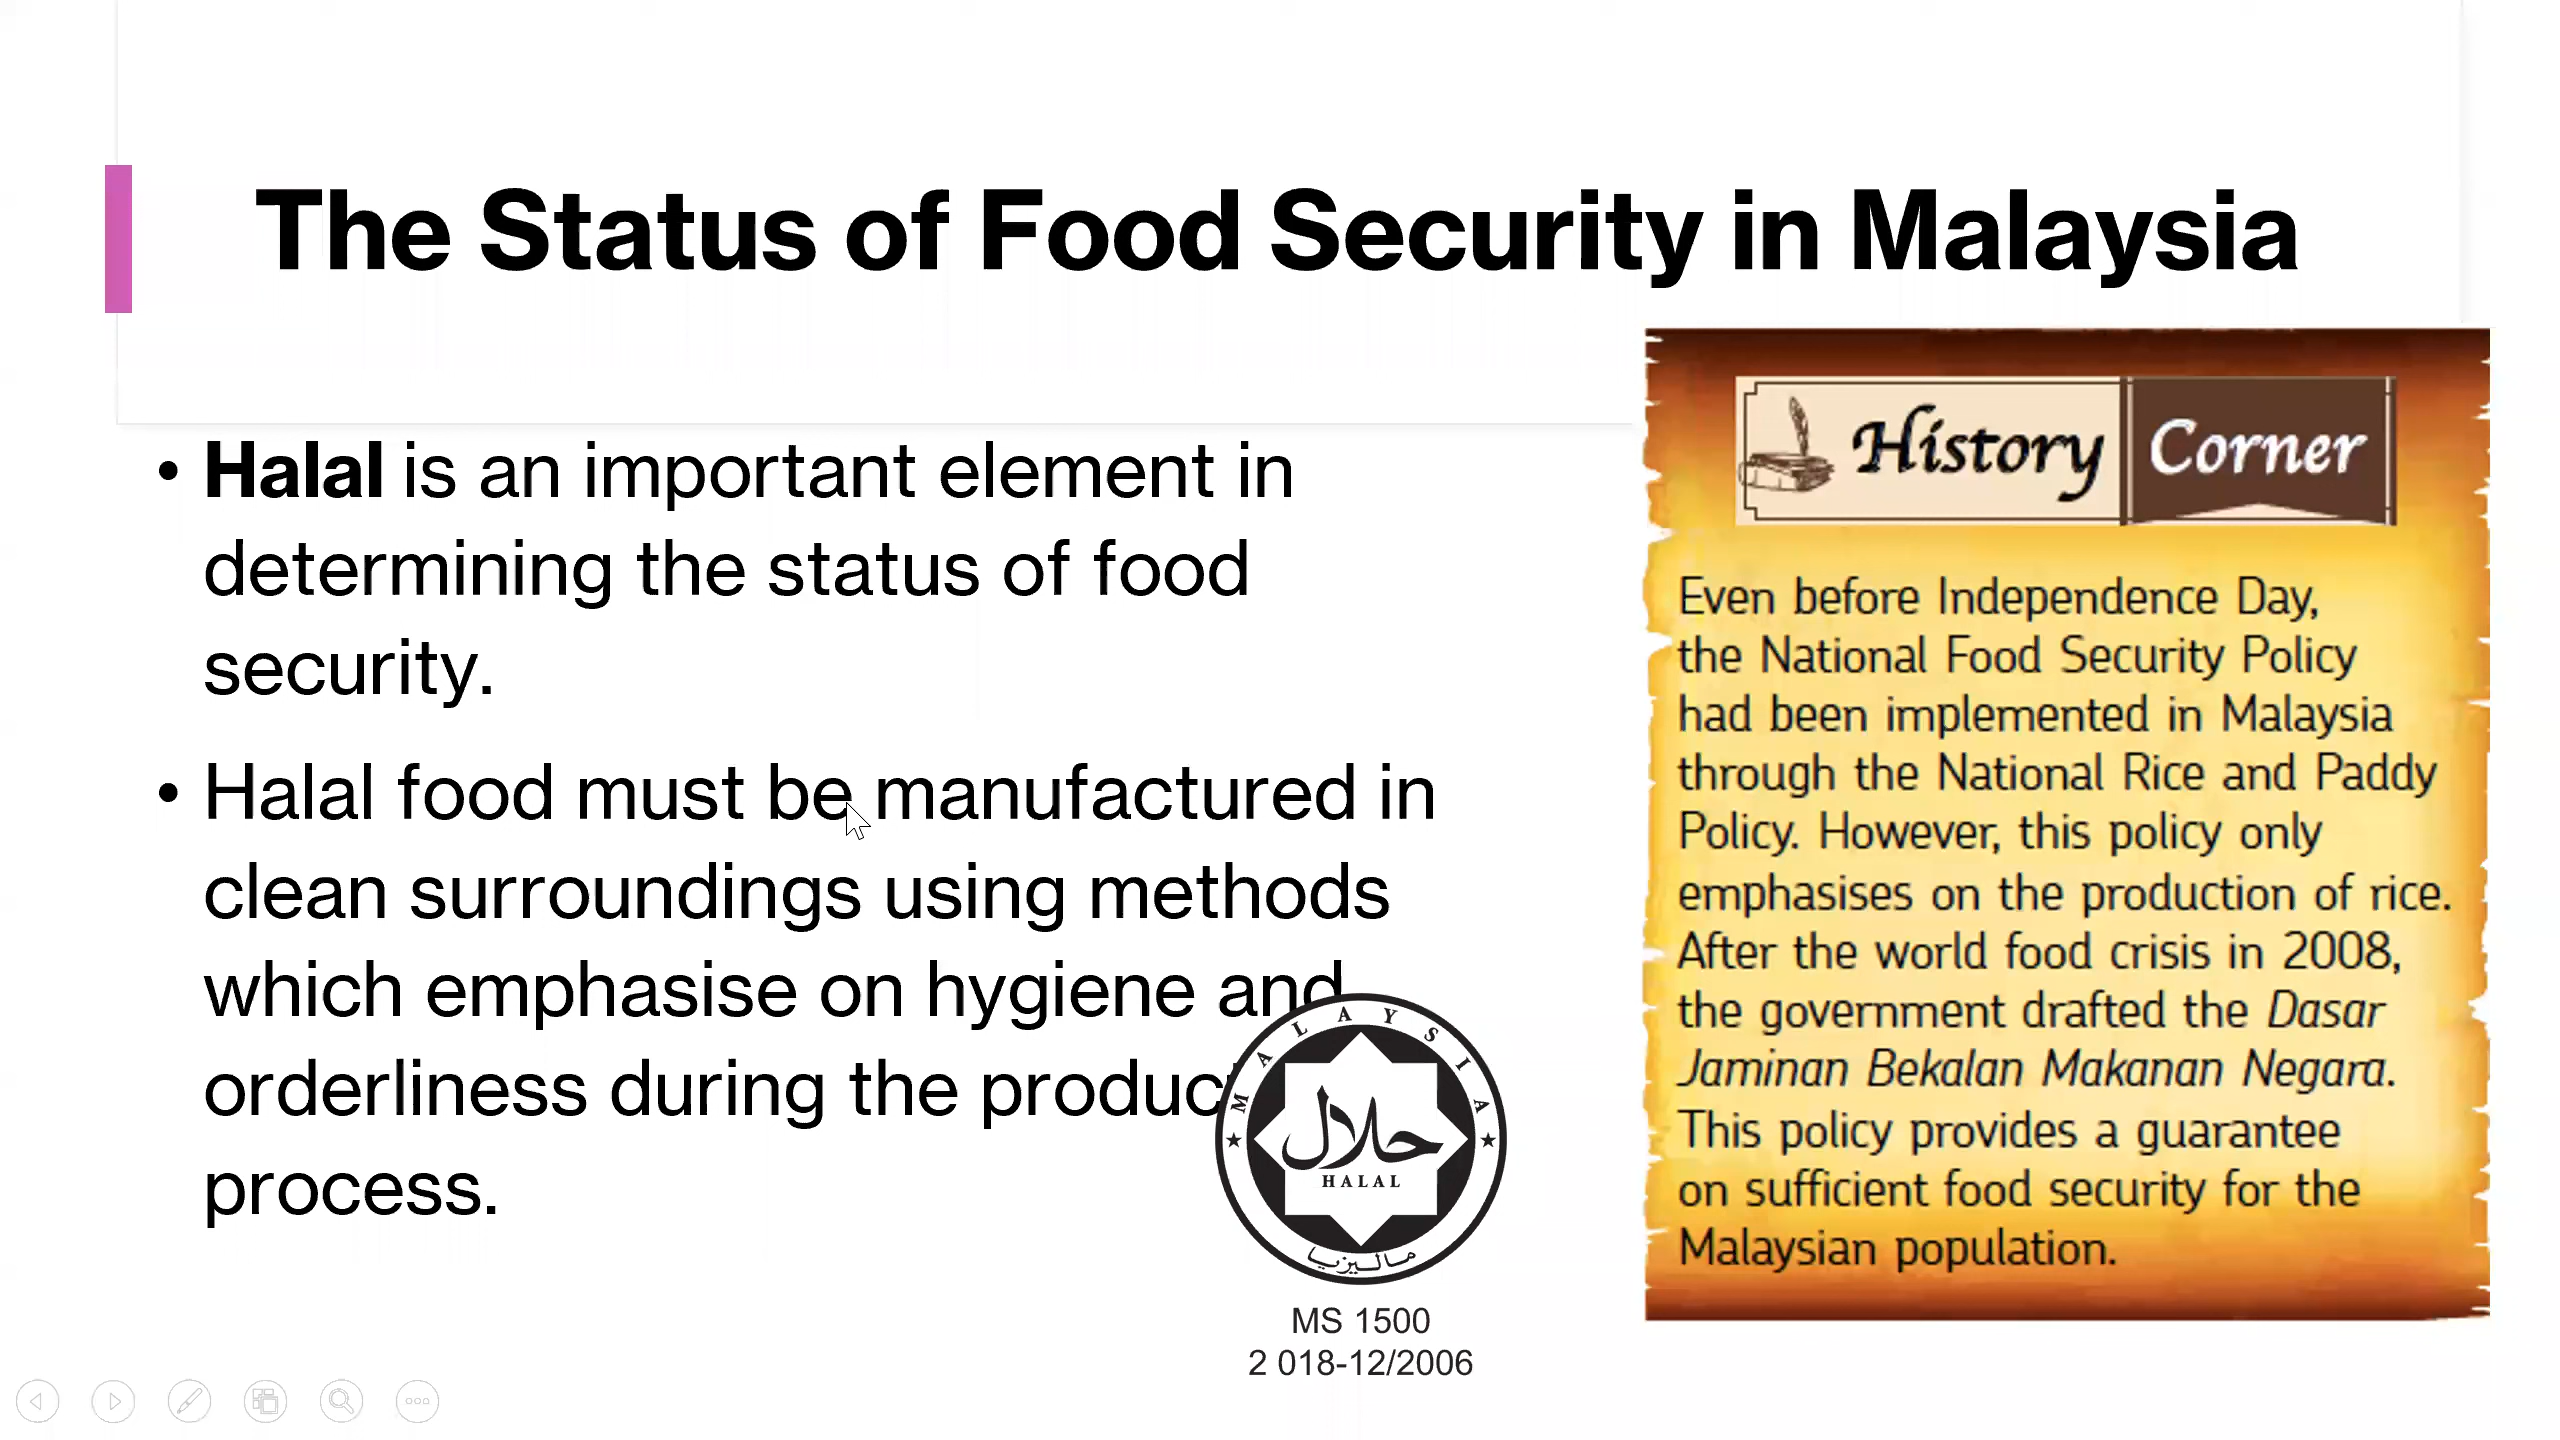 The Status of Food Security in Malaysia
• Halal is an important element in
determining the status of food
security.
• Halal food must be manufactured in
clean surroundings using methods
which emphasise on hygiene and
orderliness during the produc
process.
MALAYSIA
حلال
HALAL
ماليزيا
MS 1500
2 018-12/2006
History Corner
Even before Independence Day,
the National Food Security Policy
had been implemented in Malaysia
through the National Rice and Paddy
Policy. However, this policy only
emphasises on the production of rice.
After the world food crisis in 2008,
the government drafted the Dasar
Jaminan Bekalan Makanan Negara.
This policy provides a guarantee
on sufficient food security for the
Malaysian population.